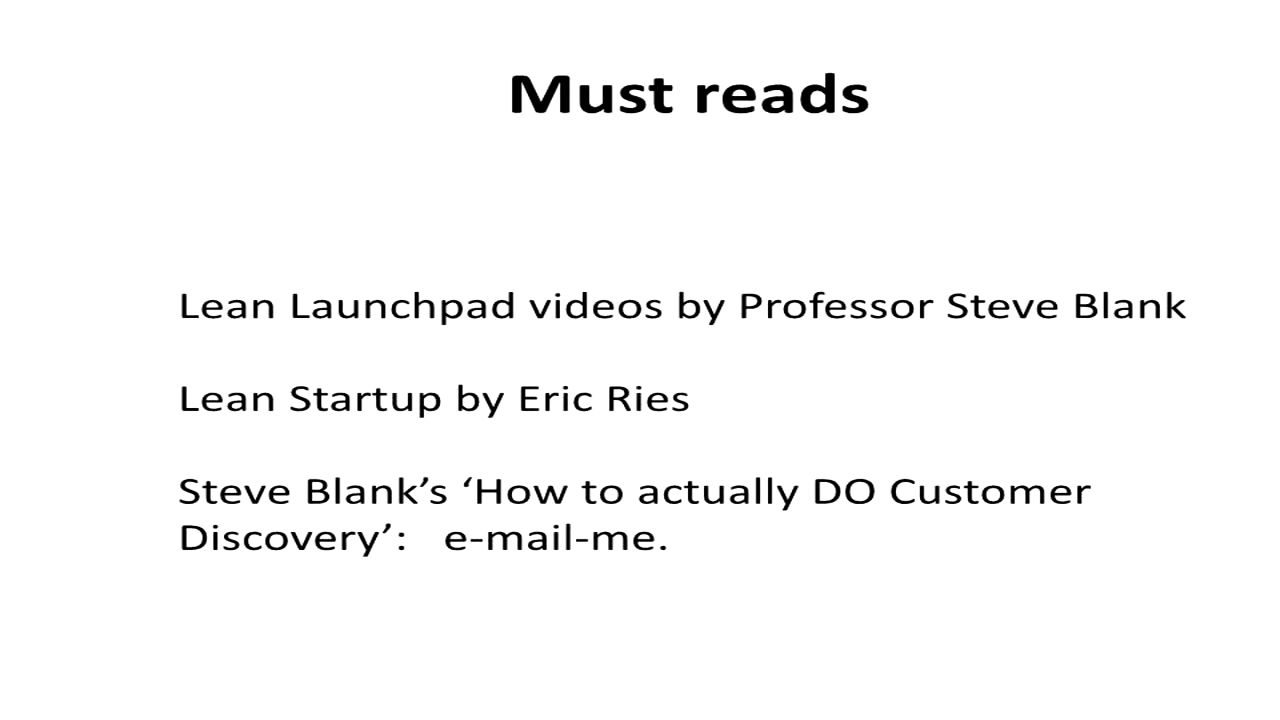 Must reads
Lean Launchpad videos by Professor Steve Blank
Lean Startup by Eric Ries
Steve Blank’s ‘How to actually DO Customer
Discovery’:   e-mail-me.